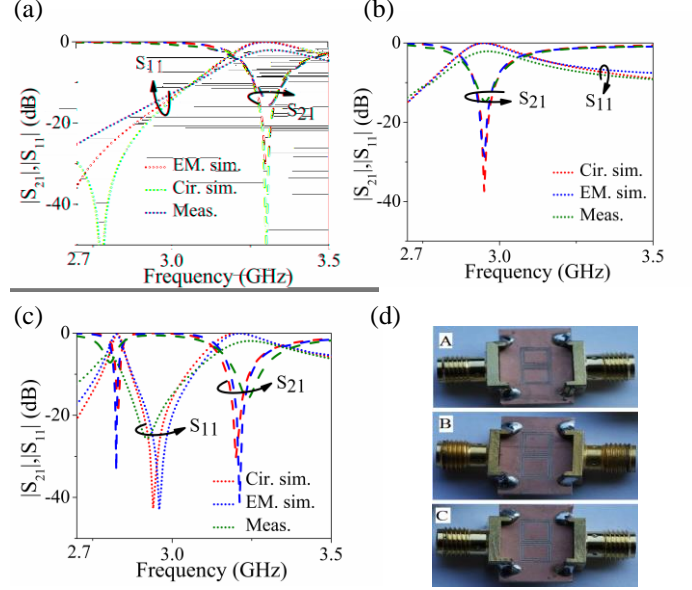 (a)
(b)
0
-20
-40
|S21|,|S11| (dB)
S11
S21
EM. sim.
Cir. sim.
Meas.
2.7
3.0
3.5
Frequency (GHz)
0
-20
-40
|S21|,|S11| (dB)
S21
S11
Cir. sim.
EM. sim.
Meas.
2.7
3.0
3.5
Frequency (GHz)
(c)
(d)
0
-20
-40
|S21|,|S11| (dB)
S11
S21
Cir. sim.
EM. sim.
Meas.
2.7
3.0
3.5
Frequency (GHz)
A
B
C